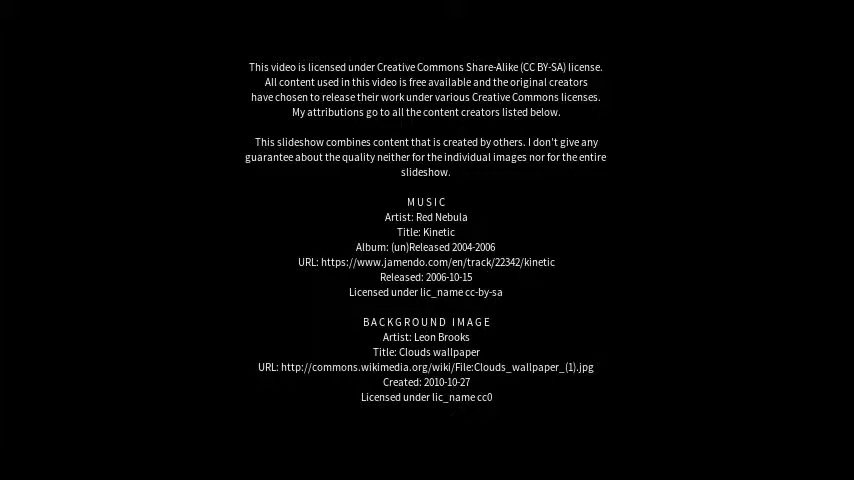 This video is licensed under Creative Commons Share-Alike (CC BY-SA) license.
All content used in this video is free available and the original creators
have chosen to release their work under various Creative Commons licenses.
My attributions go to all the content creators listed below.
This slideshow combines content that is created by others. I don't give any
guarantee about the quality neither for the individual images nor for the entire
slideshow.
MUSIC
Artist: Red Nebula
Title: Kinetic
Album: (un)Released 2004-2006
URL: https://www.jamendo.com/en/track/22342/kinetic
Released: 2006-10-15
Licensed under lic_name cc-by-sa
BACKGROUND IMAGE
Artist: Leon Brooks
Title: Clouds wallpaper
URL: http://commons.wikimedia.org/wiki/File:Clouds_wallpaper_(1).jpg
Created: 2010-10-27
Licensed under lic_name cc0